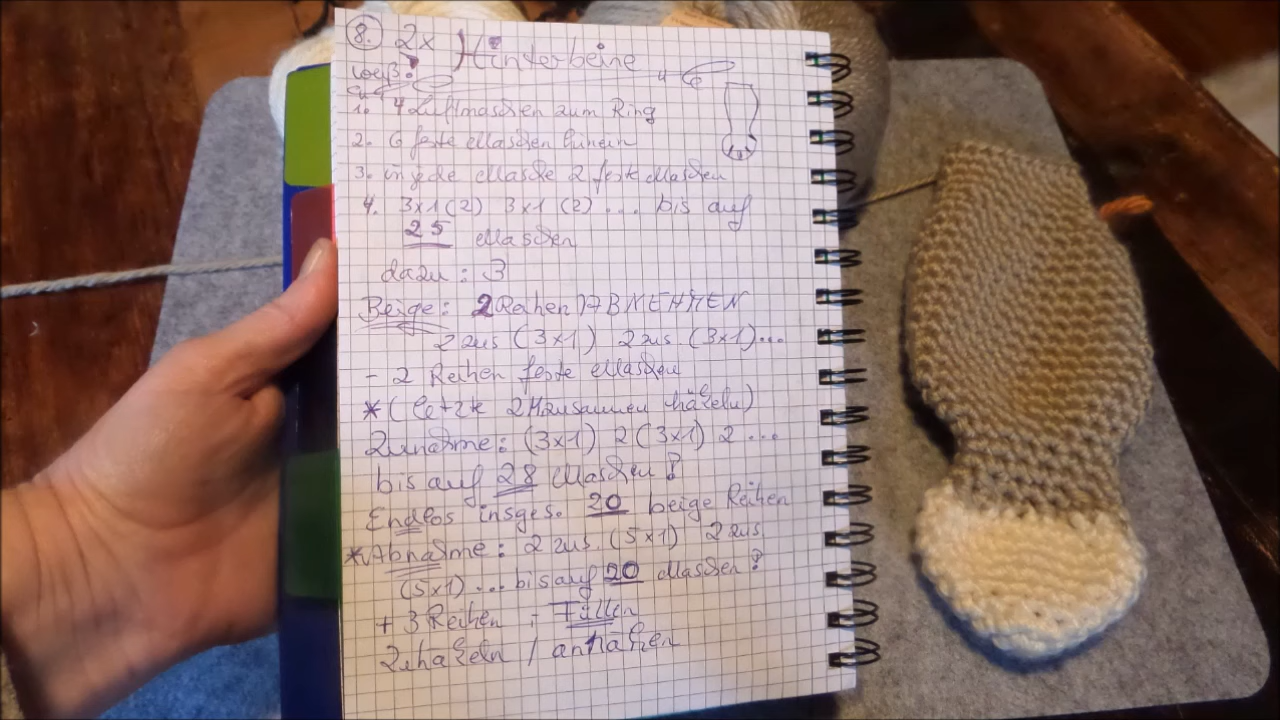 8. 2x Hinterbeine
weiß:
1. 4 Luftmaschen zum Ring
2. 6 feste Maschen hinein
3. in jede Masche 2 feste Maschen
4. 3x1 (2) 3x1 (2) .... bis auf
25 Maschen
dazu: 3
Beige: 2 Reihen ABNEHMEN
2 zus (3x1) 2 zus (3x1)...
- 2 Reihen feste Maschen
*( letzte 2 M zusammen häkeln)
Zunahme: (3x1) 2 (3x1) 2 ...
bis auf 28 Maschen!
Endlos insges. 20 beige Reihen
*Abnahme: 2 zus. (5x1) 2 zus.
(5x1) ... bis auf 20 Maschen!
+ 3 Reihen - Füllen
Zuhäkeln / annähen